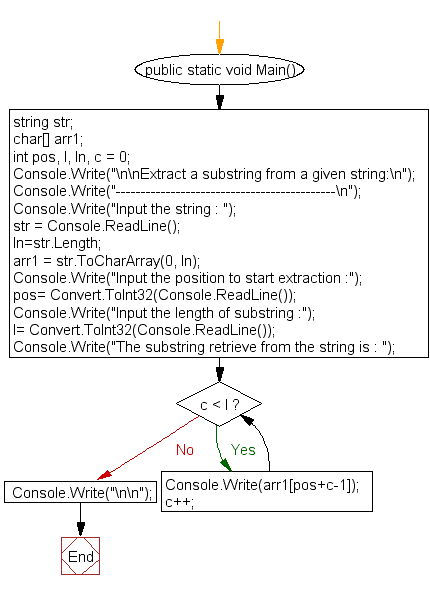 public static void Main()
string str;
char[] arr1;
int pos, l, ln, c = 0;
Console.Write("\n\nExtract a substring from a given string:\n");
Console.Write("--------------------------------------------\n");
Console.Write("Input the string : ");
str = Console.ReadLine();
ln=str.Length;
arr1 = str.ToCharArray(0, ln);
Console.Write("Input the position to start extraction :");
pos= Convert.ToInt32(Console.ReadLine());
Console.Write("Input the length of substring :");
l= Convert.ToInt32(Console.ReadLine());
Console.Write("The substring retrieve from the string is : ");
c < l ?
No
Yes
Console.Write(arr1[pos+c-1]);
c++;
Console.Write("\n\n");
End